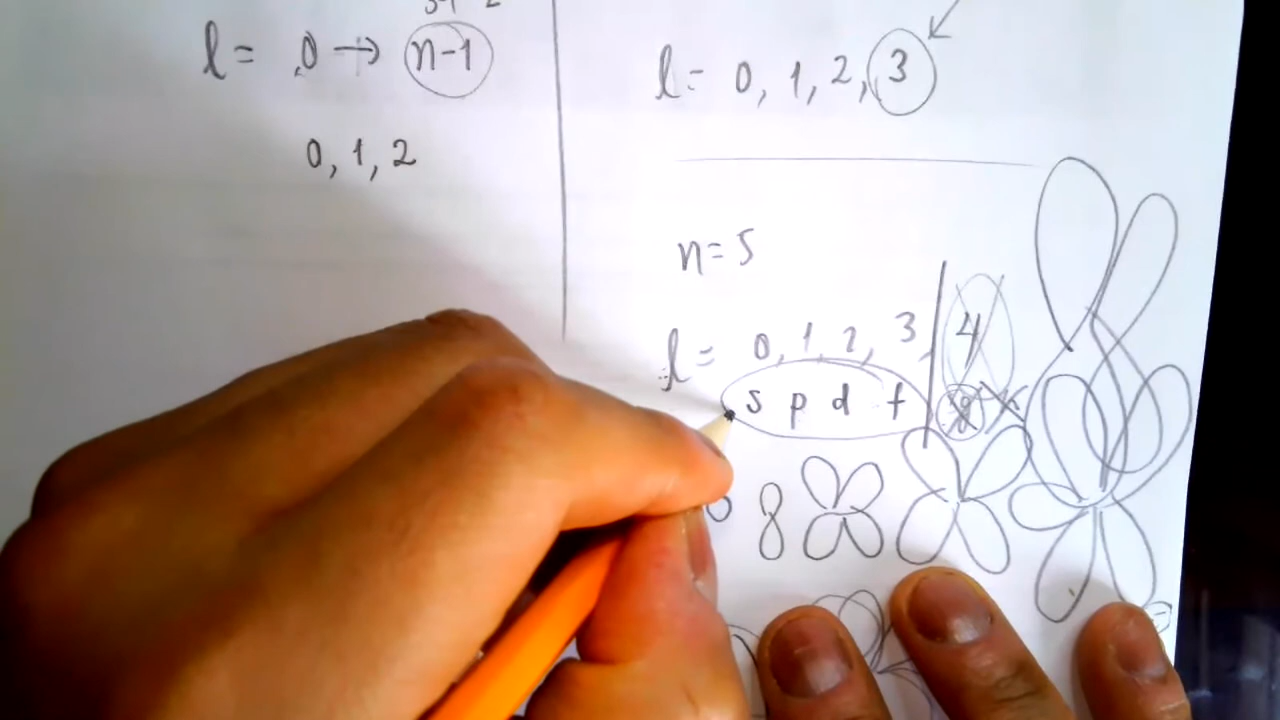 l = 0 → n-1
0, 1, 2
l = 0, 1, 2, 3
n = 5
l = 0, 1, 2, 3, 4
s p d f